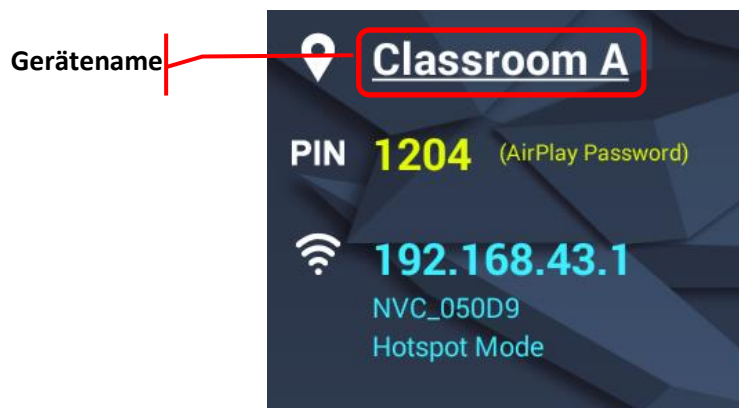 Gerätename
Classroom A
PIN 1204 (AirPlay Password)
192.168.43.1
NVC_050D9
Hotspot Mode